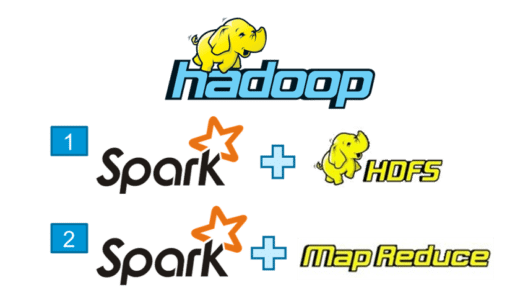 hadoop
1 Spark + HDFS
2 Spark + Map Reduce